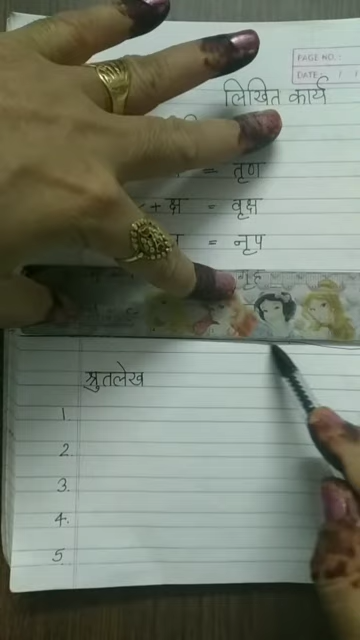 PAGE NO.:
DATE: / /
लिखित कार्य
= तृण
+ क्ष = वृक्ष
= नृप
गृह
श्रुतलेख
1.
2.
3.
4.
5